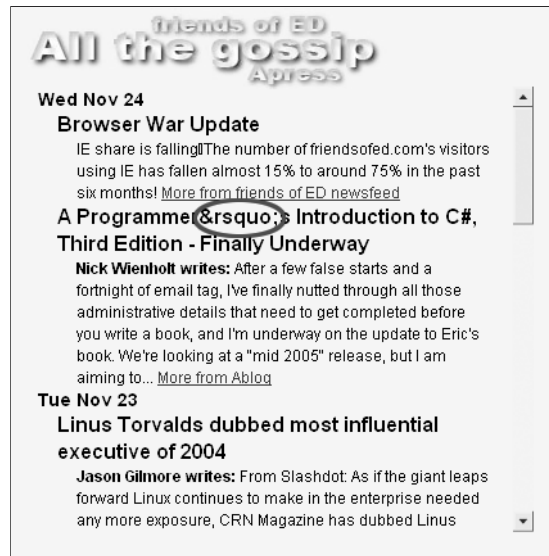 friends of ED
All the gossip
Apress
Wed Nov 24
Browser War Update
IE share is falling▯The number of friendsofed.com's visitors
using IE has fallen almost 15% to around 75% in the past
six months! More from friends of ED newsfeed
A Programmer&rsquo;s Introduction to C#,
Third Edition - Finally Underway
Nick Wienholt writes: After a few false starts and a
fortnight of email tag, I've finally nutted through all those
administrative details that need to get completed before
you write a book, and I'm underway on the update to Eric's
book. We're looking at a "mid 2005" release, but I am
aiming to... More from Ablog
Tue Nov 23
Linus Torvalds dubbed most influential
executive of 2004
Jason Gilmore writes: From Slashdot: As if the giant leaps
forward Linux continues to make in the enterprise needed
any more exposure, CRN Magazine has dubbed Linus